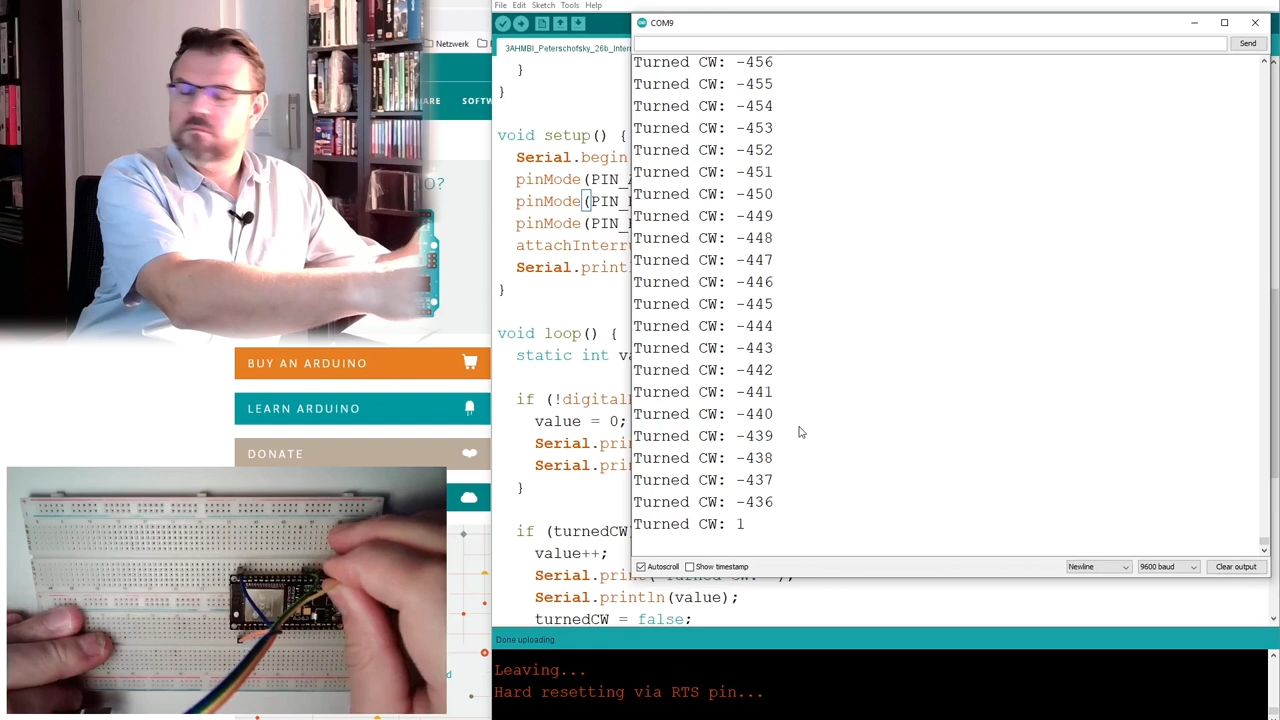 File Edit Sketch Tools Help
COM9
Netzwerk
3AHMBI_Peterschofsky_26b_Inter
Send
}
}
void setup() {
Serial.begin
pinMode(PIN_
pinMode(PIN_
pinMode(PIN_
attachInterr
Serial.print
}
void loop() {
static int va
if (!digital
value = 0;
Serial.pri
Serial.pri
}
if (turnedCW
value++;
Serial.print("Turned CW: ");
Serial.println(value);
turnedCW = false;
Turned CW: -456
Turned CW: -455
Turned CW: -454
Turned CW: -453
Turned CW: -452
Turned CW: -451
Turned CW: -450
Turned CW: -449
Turned CW: -448
Turned CW: -447
Turned CW: -446
Turned CW: -445
Turned CW: -444
Turned CW: -443
Turned CW: -442
Turned CW: -441
Turned CW: -440
Turned CW: -439
Turned CW: -438
Turned CW: -437
Turned CW: -436
Turned CW: 1
Autoscroll Show timestamp
Newline
9600 baud
Clear output
ARE SOFTW
O?
BUY AN ARDUINO
LEARN ARDUINO
DONATE
Done uploading.
Leaving...
Hard resetting via RTS pin...